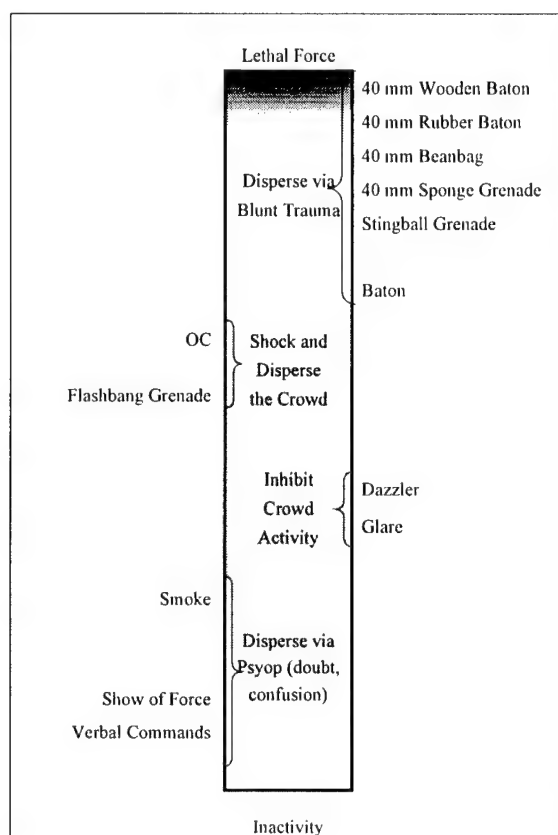 Lethal Force
40 mm Wooden Baton
40 mm Rubber Baton
40 mm Beanbag
Disperse via
Blunt Trauma
40 mm Sponge Grenade
Stingball Grenade
Baton
OC
Flashbang Grenade
Shock and
Disperse
the Crowd
Inhibit
Crowd
Activity
Dazzler
Glare
Smoke
Disperse via
Psyop (doubt,
confusion)
Show of Force
Verbal Commands
Inactivity